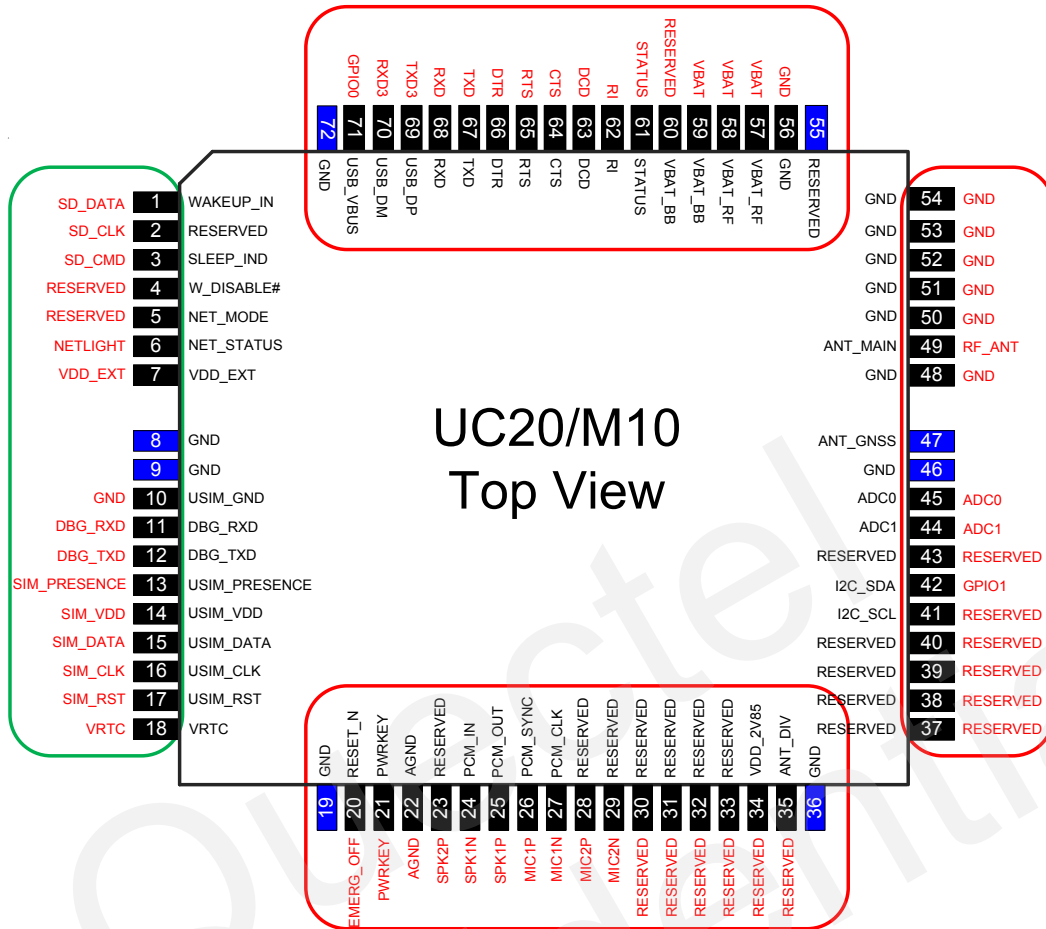 GPIO0 RXD3 TXD3 RXD TXD DTR RTS CTS DCD RI STATUS RESERVED VBAT VBAT VBAT GND
72 71 70 69 68 67 66 65 64 63 62 61 60 59 58 57 56 55
GND USB_VBUS USB_DM USB_DP RXD TXD DTR RTS CTS DCD RI STATUS VBAT_BB VBAT_BB VBAT_RF VBAT_RF GND RESERVED
SD_DATA 1 WAKEUP_IN
SD_CLK 2 RESERVED
SD_CMD 3 SLEEP_IND
RESERVED 4 W_DISABLE#
RESERVED 5 NET_MODE
NETLIGHT 6 NET_STATUS
VDD_EXT 7 VDD_EXT
8 GND
9 GND
GND 10 USIM_GND
DBG_RXD 11 DBG_RXD
DBG_TXD 12 DBG_TXD
SIM_PRESENCE 13 USIM_PRESENCE
SIM_VDD 14 USIM_VDD
SIM_DATA 15 USIM_DATA
SIM_CLK 16 USIM_CLK
SIM_RST 17 USIM_RST
VRTC 18 VRTC
UC20/M10
Top View
GND 54 GND
GND 53 GND
GND 52 GND
GND 51 GND
GND 50 GND
ANT_MAIN 49 RF_ANT
GND 48 GND
ANT_GNSS 47
GND 46
ADC0 45 ADC0
ADC1 44 ADC1
RESERVED 43 RESERVED
I2C_SDA 42 GPIO1
I2C_SCL 41 RESERVED
RESERVED 40 RESERVED
RESERVED 39 RESERVED
RESERVED 38 RESERVED
RESERVED 37 RESERVED
GND RESET_N PWRKEY AGND RESERVED PCM_IN PCM_OUT PCM_SYNC PCM_CLK RESERVED RESERVED RESERVED RESERVED RESERVED RESERVED VDD_2V85 ANT_DIV GND
19 20 21 22 23 24 25 26 27 28 29 30 31 32 33 34 35 36
EMERG_OFF PWRKEY AGND SPK2P SPK1N SPK1P MIC1P MIC1N MIC2P MIC2N RESERVED RESERVED RESERVED RESERVED RESERVED RESERVED
Quectel